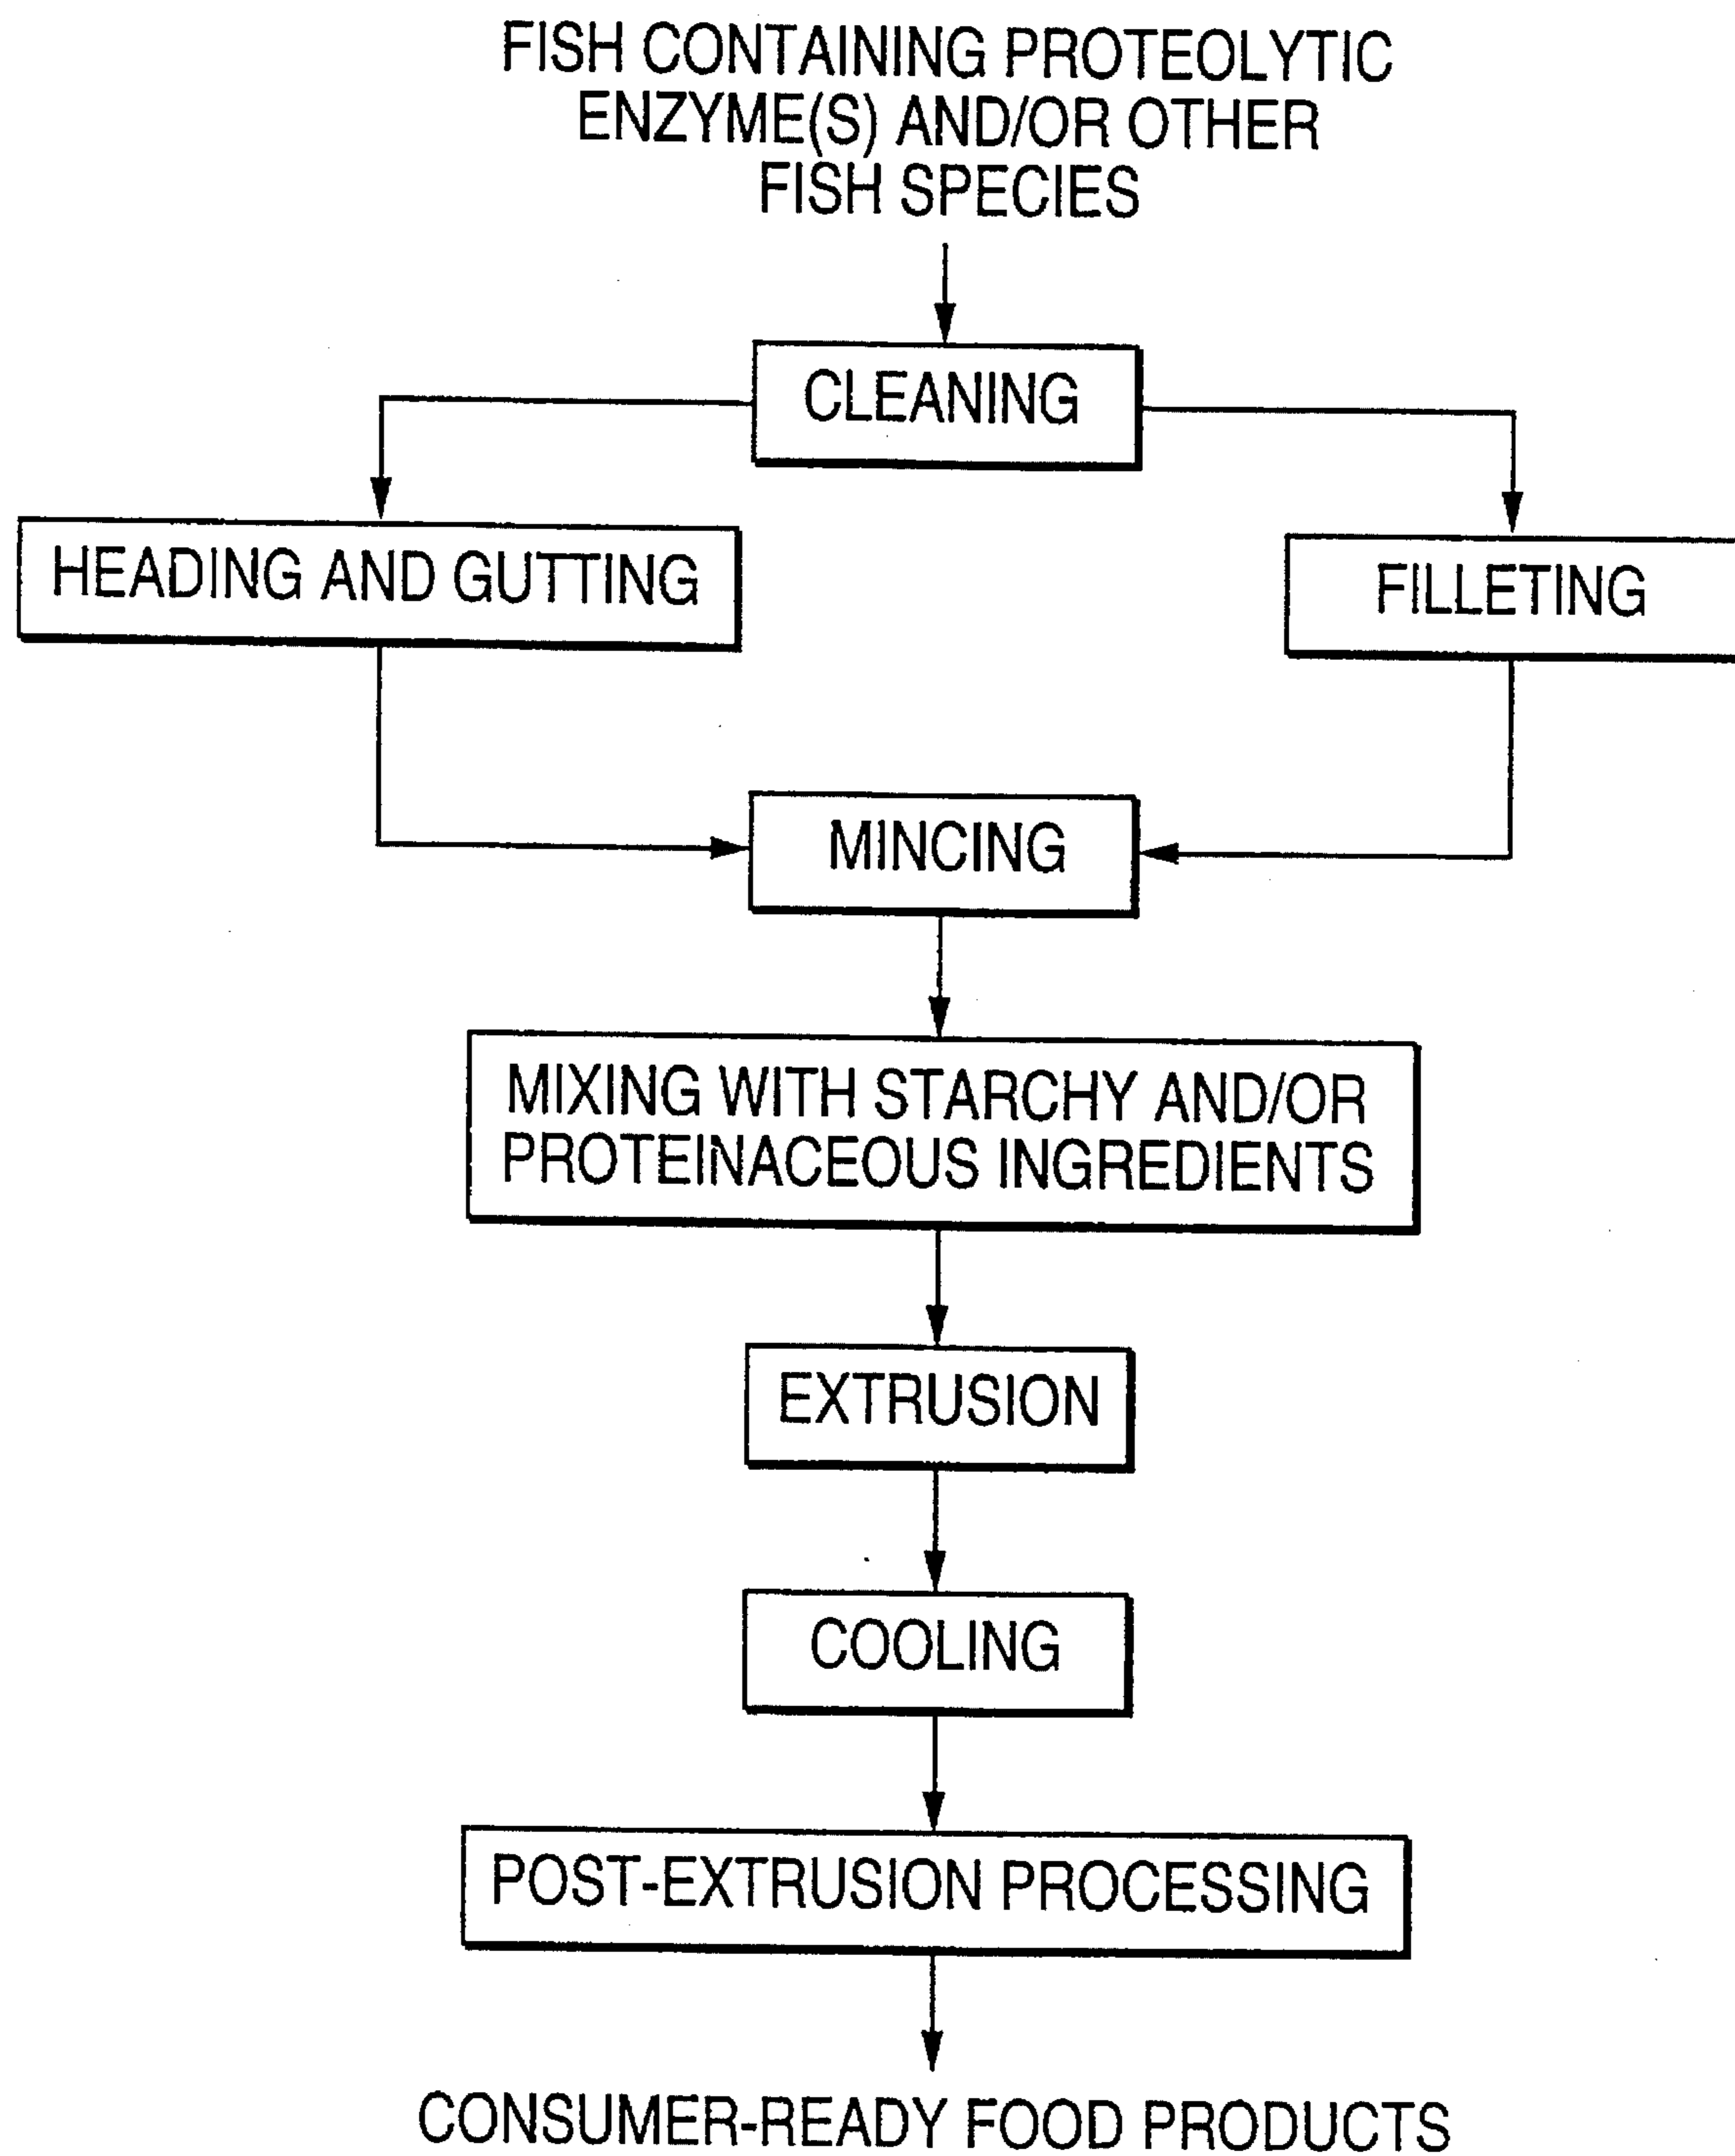 FISH CONTAINING PROTEOLYTIC
ENZYME(S) AND/OR OTHER
FISH SPECIES
CLEANING
HEADING AND GUTTING
FILLETING
MINCING
MIXING WITH STARCHY AND/OR
PROTEINACEOUS INGREDIENTS
EXTRUSION
COOLING
POST-EXTRUSION PROCESSING
CONSUMER-READY FOOD PRODUCTS